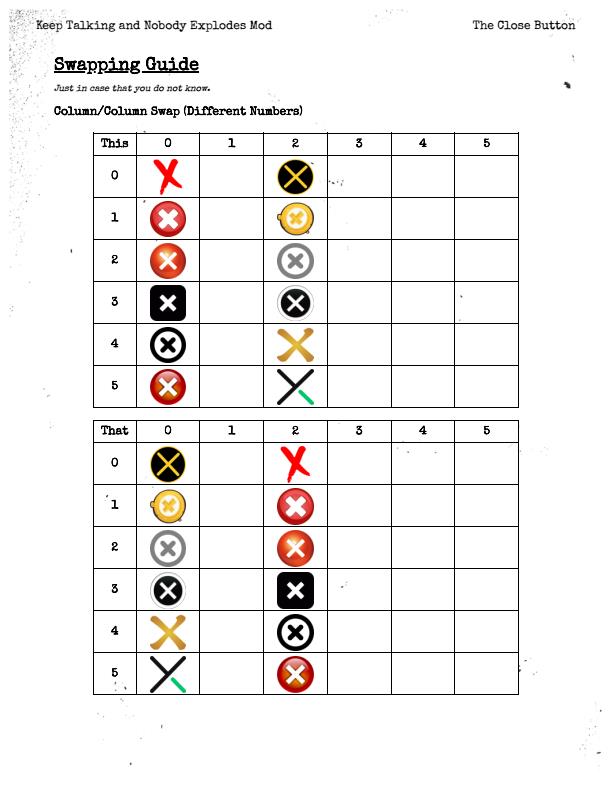 Keep Talking and Nobody Explodes Mod The Close Button
Swapping Guide
Just in case that you do not know.
Column/Column Swap (Different Numbers)
This 0 1 2 3 4 5
0
1
2
3
4
5
That 0 1 2 3 4 5
0
1
2
3
4
5